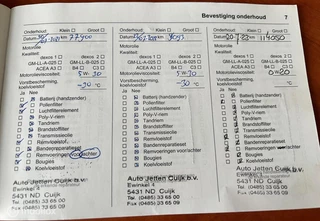 Bevestiging onderhoud 7
Onderhoud Klein ☐ Groot ☐
Datum km 77500
Motorolie
Kwaliteit:
dexos 1 ☐ dexos 2 ☐
GM-LL-A-025 ☐ GM-LL-B-025 ☐
ACEA A3 ☐ B4 ☐ C3 ☐
Motorolieviscositeit: 5W-30
Vorstbescherming
koelvloeistof -30 °C
Ja Nee
Batterij (handzender)
Pollenfilter
Luchtfilterelement
Poly-V-riem
Tandriem
Brandstoffilter
Transmissieolie
Remvloeistof
Bandenreparatieset
Remvoeringen voor/achter
Bougies
Koelvloeistof
Auto Jetten Cuijk b.v.
Ewinkel 4
5431 ND Cuijk
Tel. (0485) 33 65 00
Fax (0485) 33 65 09
Onderhoud Klein ☐ Groot ☐
Datum km
Motorolie
Kwaliteit:
dexos 1 ☐ dexos 2 ☐
GM-LL-A-025 ☐ GM-LL-B-025 ☐
ACEA A3 ☐ B4 ☐ C3 ☐
Motorolieviscositeit: 5W-30
Vorstbescherming
koelvloeistof -30 °C
Ja Nee
Batterij (handzender)
Pollenfilter
Luchtfilterelement
Poly-V-riem
Tandriem
Brandstoffilter
Transmissieolie
Remvloeistof
Bandenreparatieset
Remvoeringen voor/achter
Bougies
Koelvloeistof
Auto Jetten Cuijk b.v.
Ewinkel 4
5431 ND Cuijk
Tel. (0485) 33 65 00
Fax (0485) 33 65 09
Onderhoud Klein ☐ Groot ☐
Datum km
Motorolie
Kwaliteit:
dexos 1 ☐ dexos 2 ☐
GM-LL-A-025 ☐ GM-LL-B-025 ☐
ACEA A3 ☐ B4 ☐ C3 ☐
Motorolieviscositeit:
Vorstbescherming
koelvloeistof °C
Ja Nee
Batterij (handzender)
Pollenfilter
Luchtfilterelement
Poly-V-riem
Tandriem
Brandstoffilter
Transmissieolie
Remvloeistof
Bandenreparatieset
Remvoeringen voor/achter
Bougies
Koelvloeistof
Auto Jetten Cuijk b.v.
Ewinkel 4
5431 ND Cuijk
Tel. (0485) 33 65 00
Fax (0485) 33 65 09